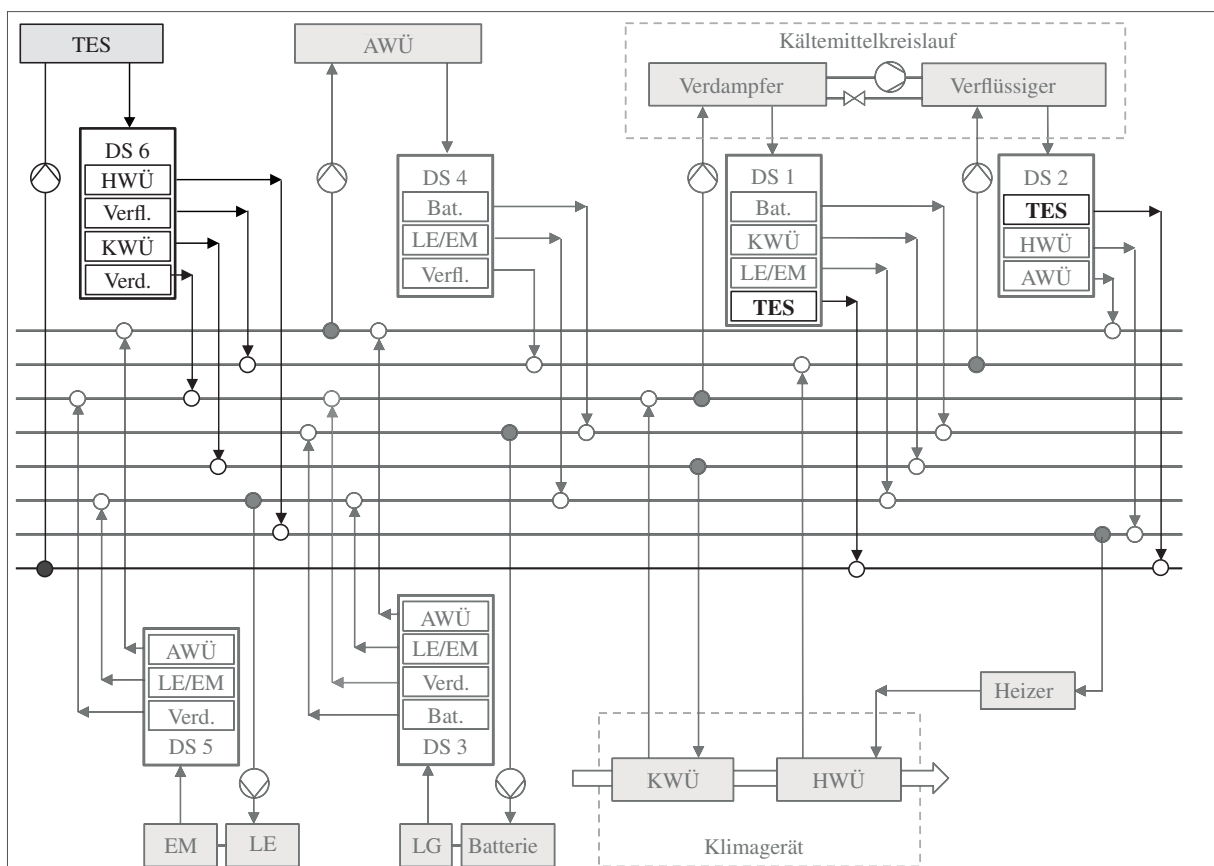 TES
AWÜ
Kältemittelkreislauf
Verdampfer
Verflüssiger
DS 6
HWÜ
Verfl.
KWÜ
Verd.
DS 4
Bat.
LE/EM
Verfl.
DS 1
Bat.
KWÜ
LE/EM
TES
DS 2
TES
HWÜ
AWÜ
AWÜ
LE/EM
Verd.
DS 5
AWÜ
LE/EM
Verd.
Bat.
DS 3
Heizer
KWÜ
HWÜ
EM
LE
LG
Batterie
Klimagerät